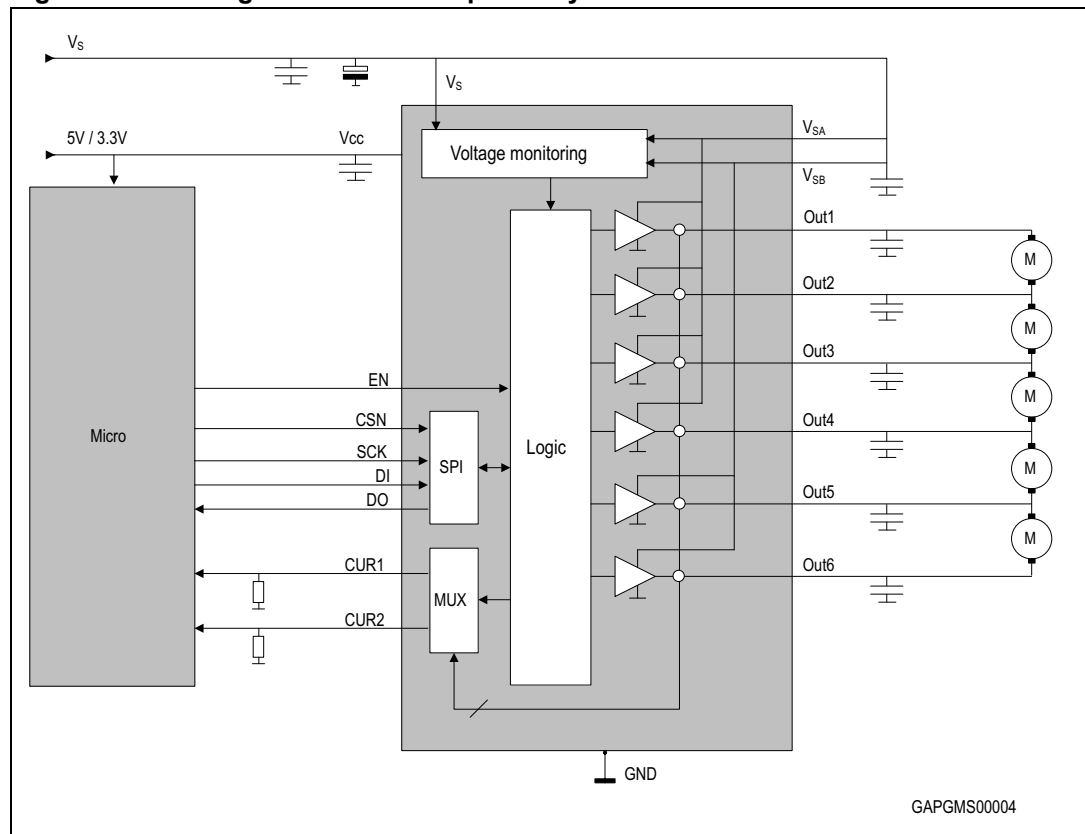 VS
VS
5V / 3.3V
Vcc
Voltage monitoring
VSA
VSB
Out1
M
Out2
M
Out3
EN
M
CSN
Out4
Micro
Logic
SCK
SPI
M
DI
DO
Out5
M
CUR1
Out6
MUX
CUR2
GND
GAPGMS00004